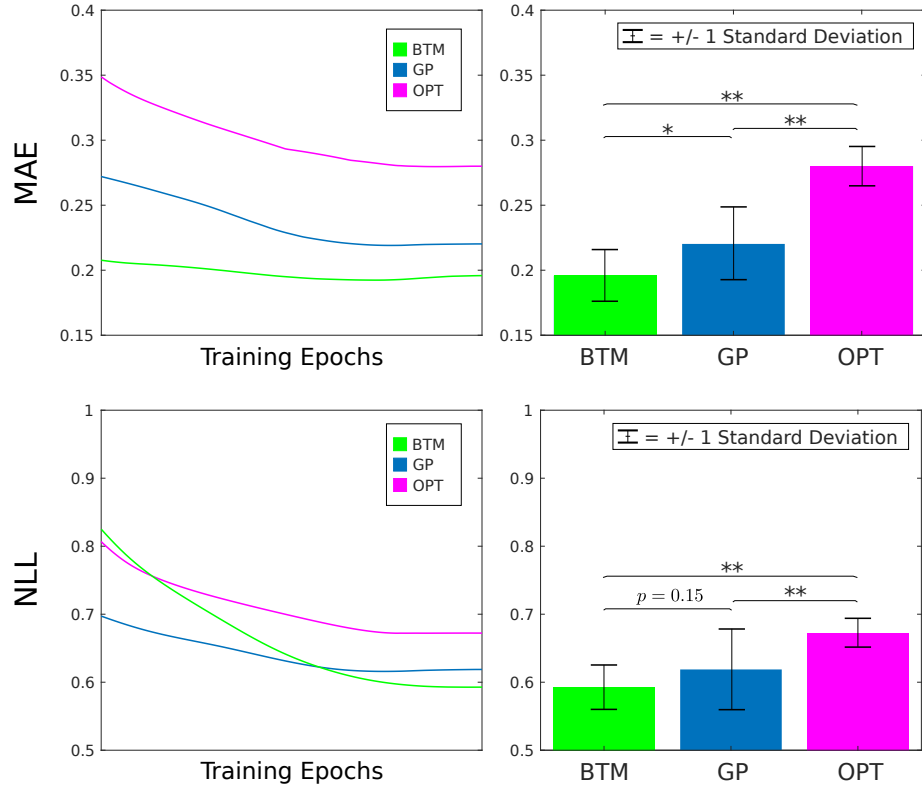 MAE
0.4
0.35
0.3
0.25
0.2
0.15
BTM
GP
OPT
Training Epochs
0.4
0.35
0.3
0.25
0.2
0.15
= +/- 1 Standard Deviation
**
*
**
BTM GP OPT
NLL
1
0.9
0.8
0.7
0.6
0.5
BTM
GP
OPT
Training Epochs
1
0.9
0.8
0.7
0.6
0.5
= +/- 1 Standard Deviation
**
p = 0.15
**
BTM GP OPT